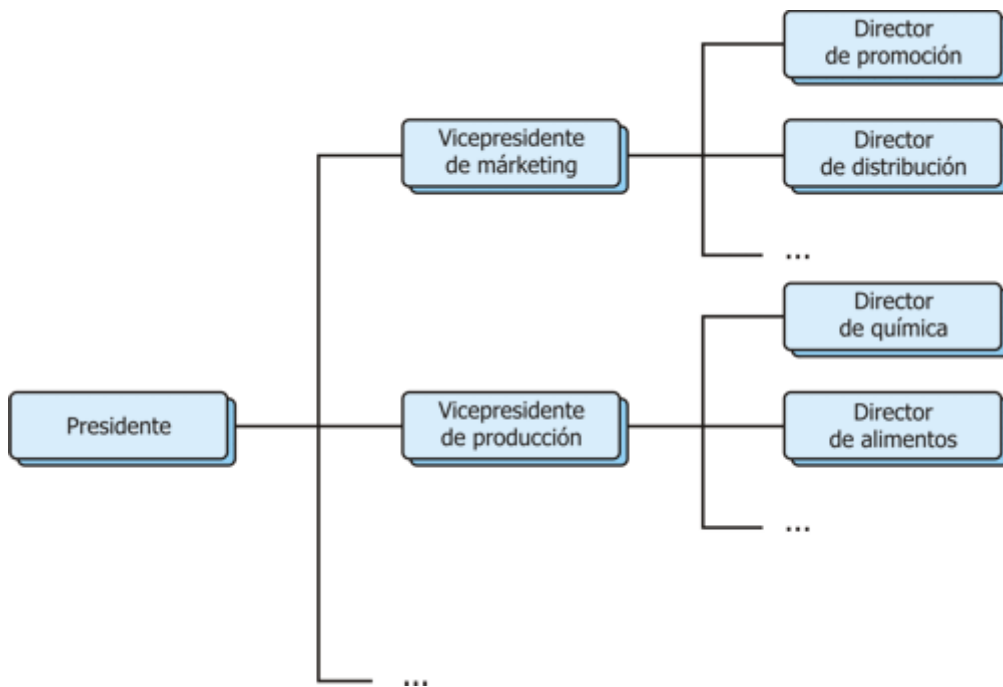 Director
de promoción
Vicepresidente
de márketing
Director
de distribución
...
Director
de química
Presidente
Vicepresidente
de producción
Director
de alimentos
...
...